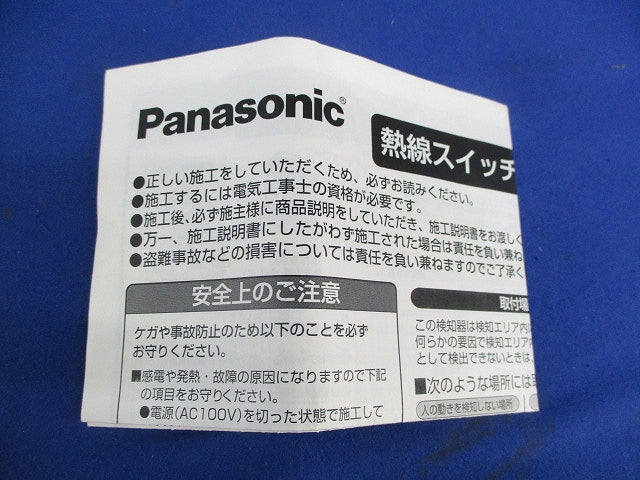 Panasonic®
熱線スイッチ
●正しい施工をしていただくため、必ずお読みください。
●施工するには電気工事士の資格が必要です。
●施工後、必ず施主様に商品説明をしていただき、施工説明書をお渡しく
●万一、施工説明書にしたがわず施工された場合は責任を負い兼ね
●盗難事故などの損害については責任を負い兼ねますのでご了承く
安全上のご注意
ケガや事故防止のため以下のことを必ず
お守りください。
■感電や発熱・故障の原因になりますので下記
の項目をお守りください。
●電源(AC100V)を切った状態で施工して
取付場
この検知器は検知エリア内
何らかの要因で検知エリア
として検出できないときは
■次のような場所には
人の動きを検知しない場所